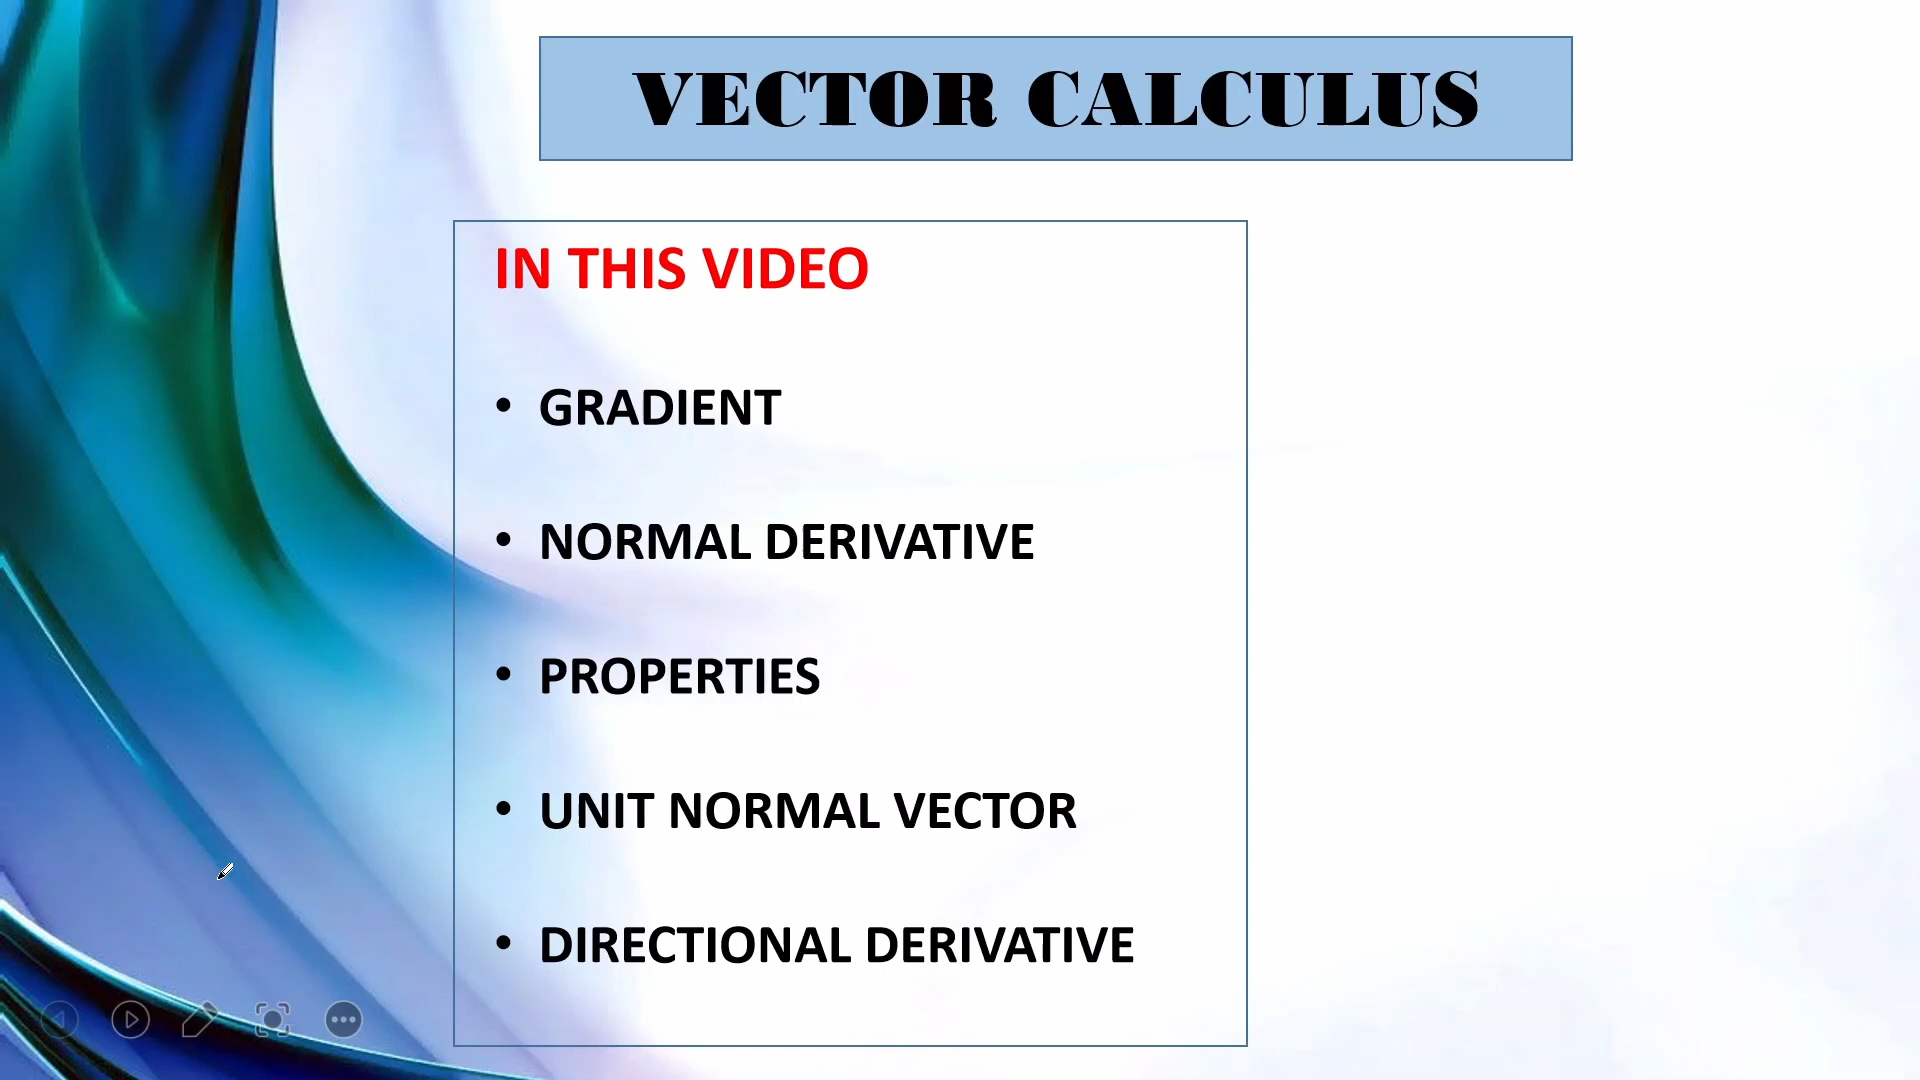 VECTOR CALCULUS
IN THIS VIDEO
• GRADIENT
• NORMAL DERIVATIVE
• PROPERTIES
• UNIT NORMAL VECTOR
• DIRECTIONAL DERIVATIVE